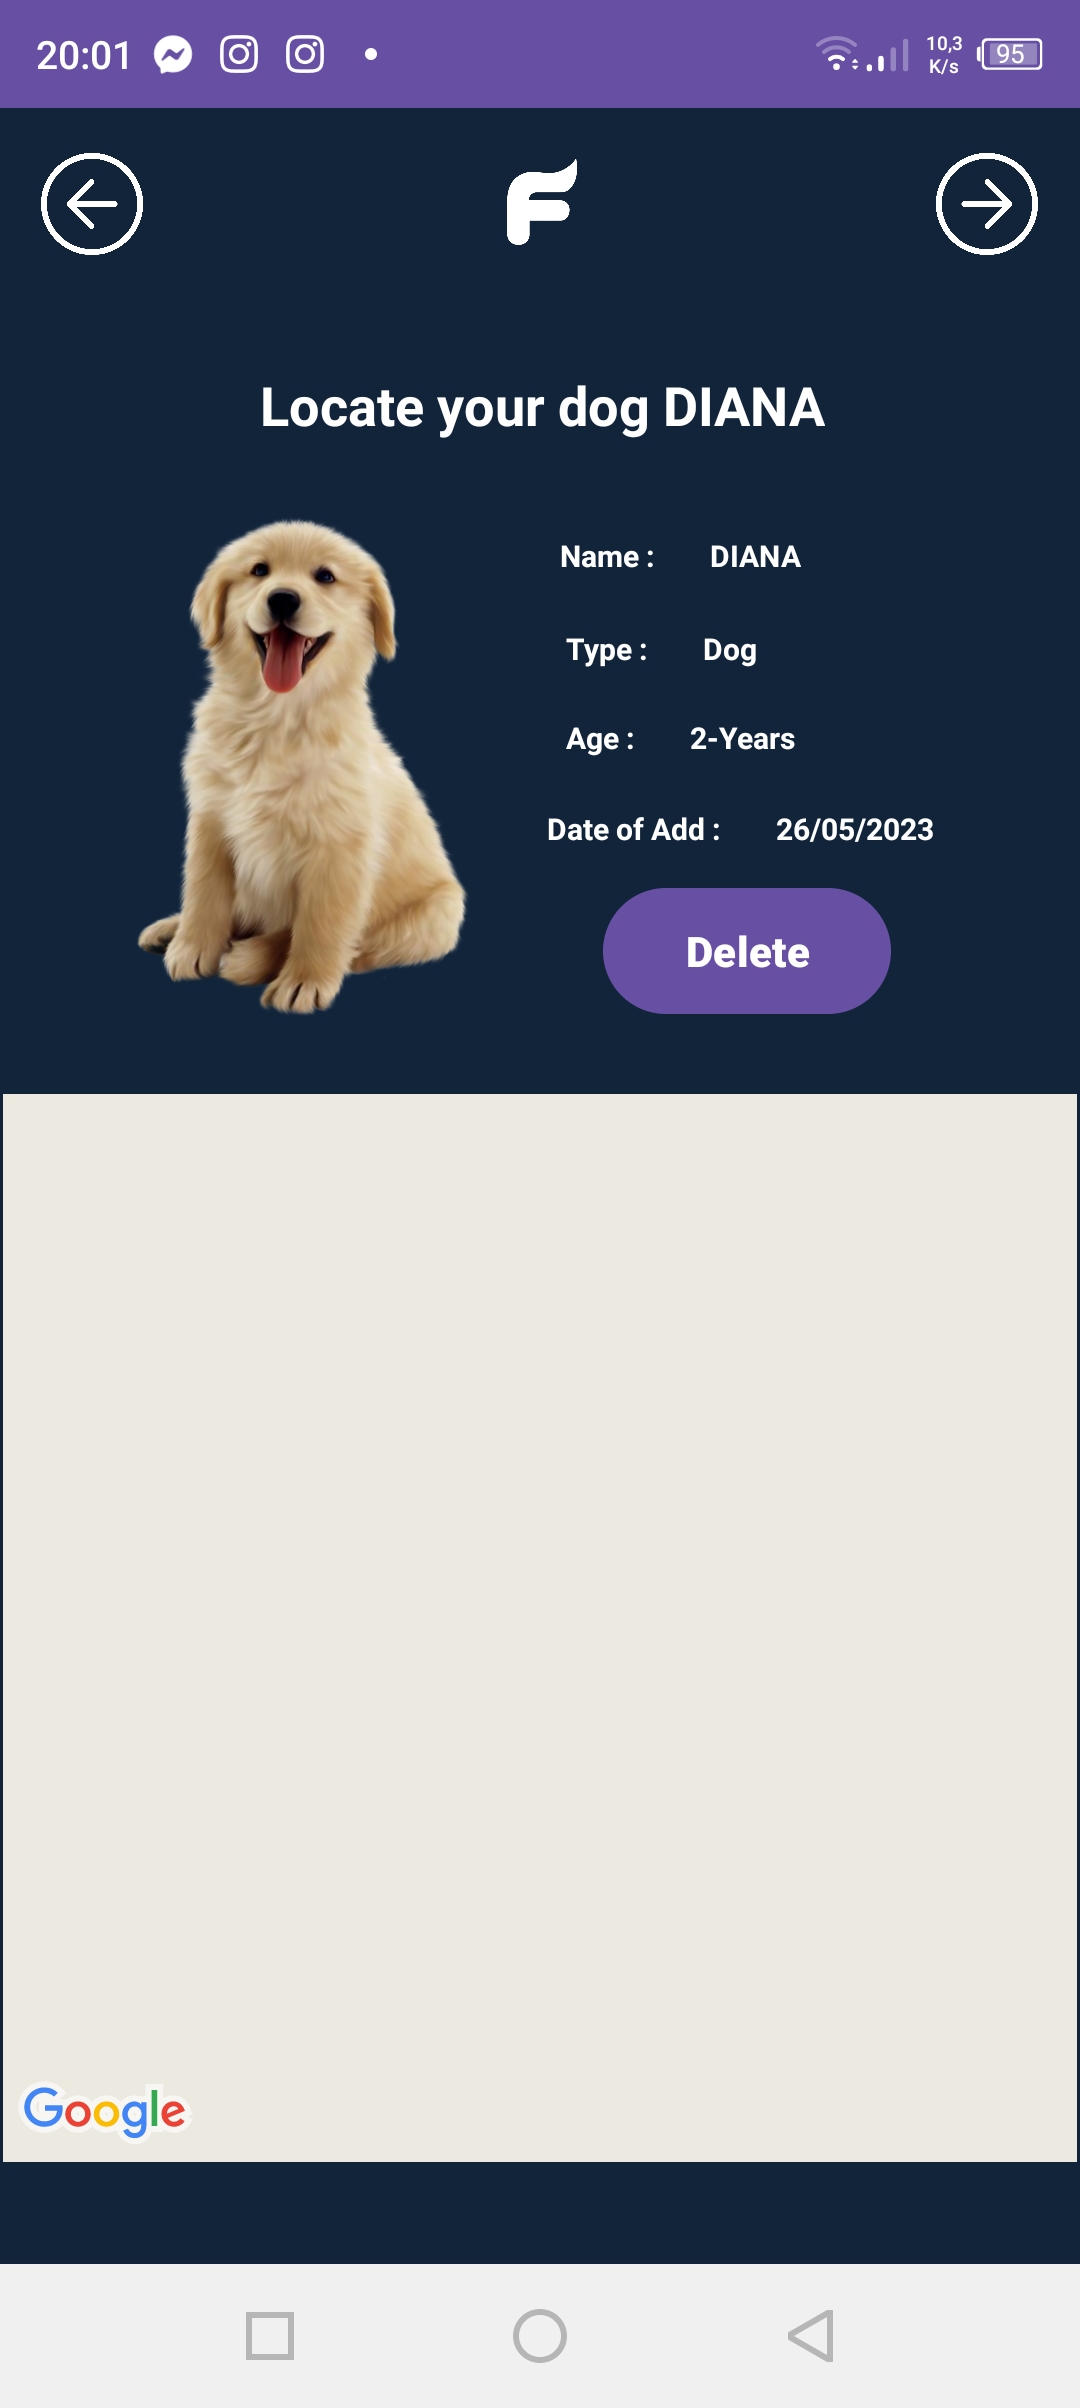 20:01 10,3 K/s 95
F
Locate your dog DIANA
Name : DIANA
Type : Dog
Age : 2-Years
Date of Add : 26/05/2023
Delete
Google